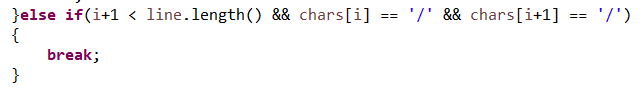 }else if(i+1 < line.length() && chars[i] == '/' && chars[i+1] == '/')
{
    break;
}